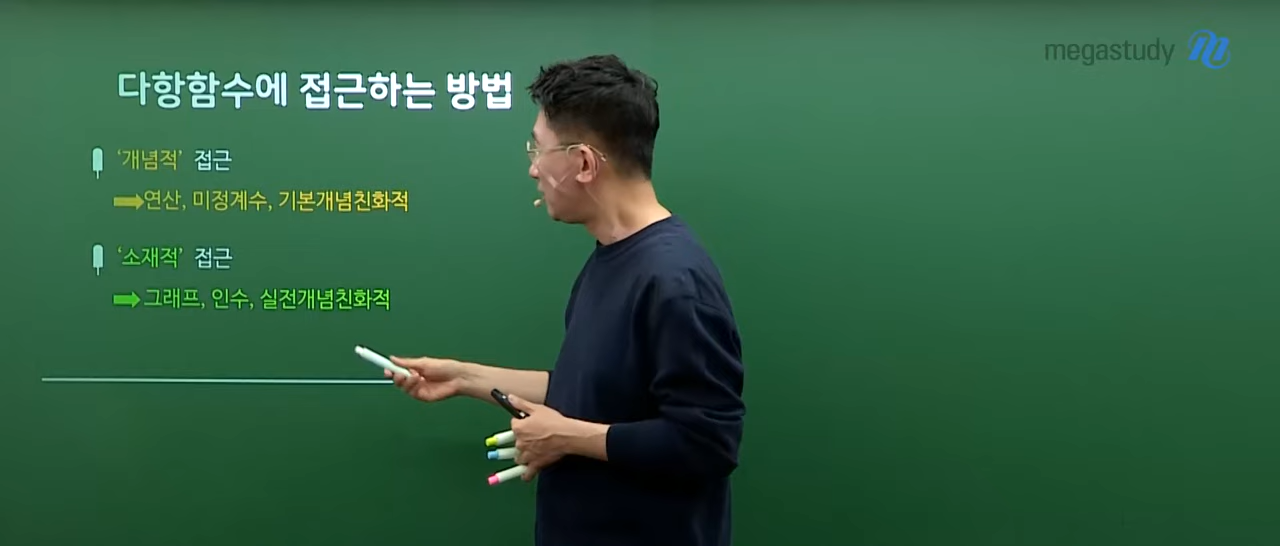 megastudy
다항함수에 접근하는 방법
‘개념적’ 접근
연산, 미정계수, 기본개념친화적
‘소재적’ 접근
그래프, 인수, 실전개념친화적